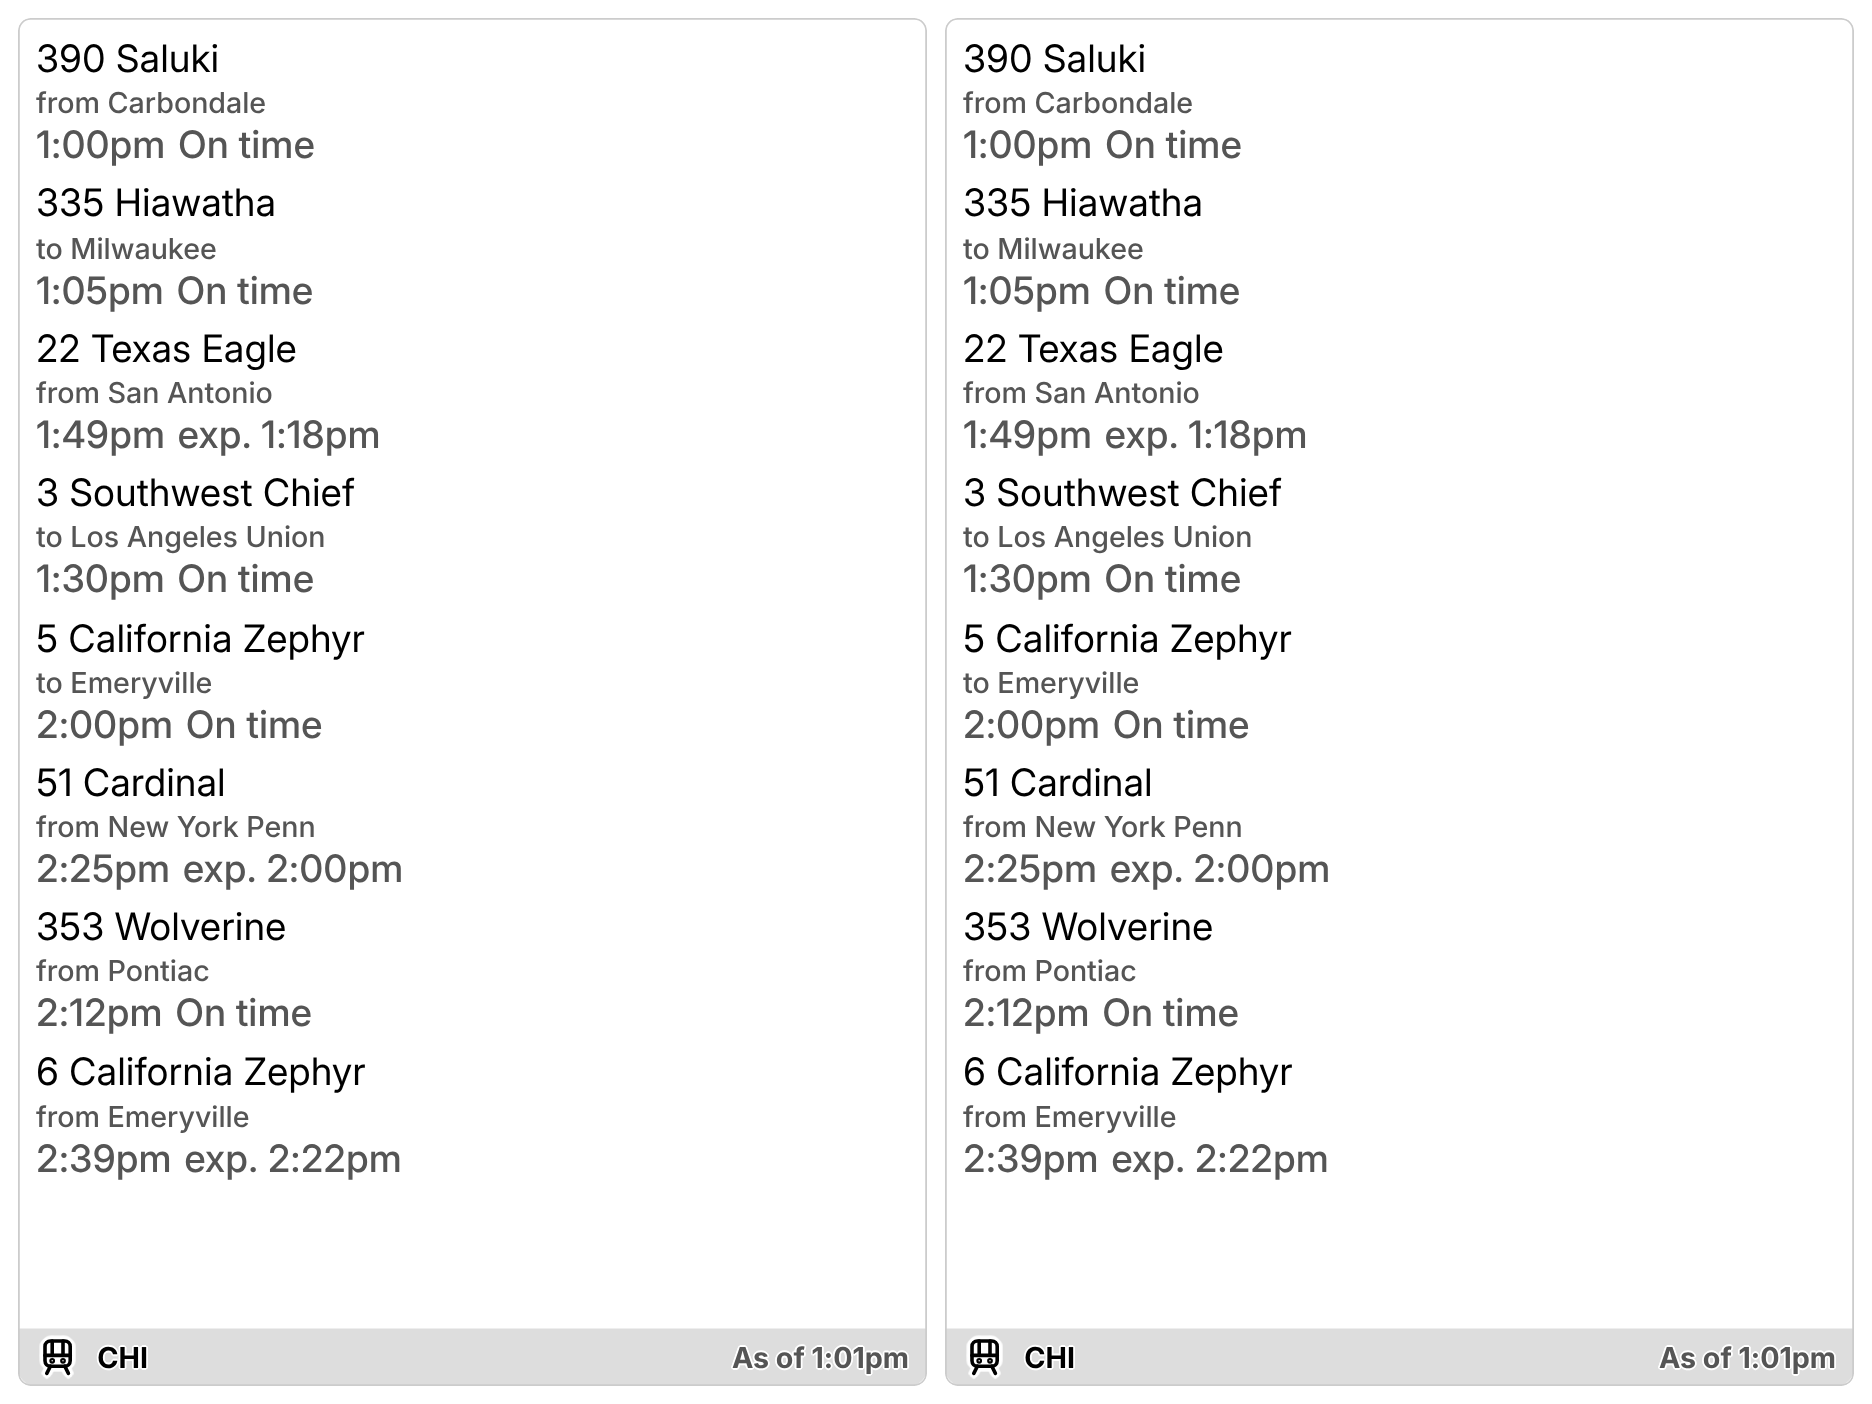 390 Saluki
from Carbondale
1:00pm On time
335 Hiawatha
to Milwaukee
1:05pm On time
22 Texas Eagle
from San Antonio
1:49pm exp. 1:18pm
3 Southwest Chief
to Los Angeles Union
1:30pm On time
5 California Zephyr
to Emeryville
2:00pm On time
51 Cardinal
from New York Penn
2:25pm exp. 2:00pm
353 Wolverine
from Pontiac
2:12pm On time
6 California Zephyr
from Emeryville
2:39pm exp. 2:22pm
CHI As of 1:01pm
390 Saluki
from Carbondale
1:00pm On time
335 Hiawatha
to Milwaukee
1:05pm On time
22 Texas Eagle
from San Antonio
1:49pm exp. 1:18pm
3 Southwest Chief
to Los Angeles Union
1:30pm On time
5 California Zephyr
to Emeryville
2:00pm On time
51 Cardinal
from New York Penn
2:25pm exp. 2:00pm
353 Wolverine
from Pontiac
2:12pm On time
6 California Zephyr
from Emeryville
2:39pm exp. 2:22pm
CHI As of 1:01pm